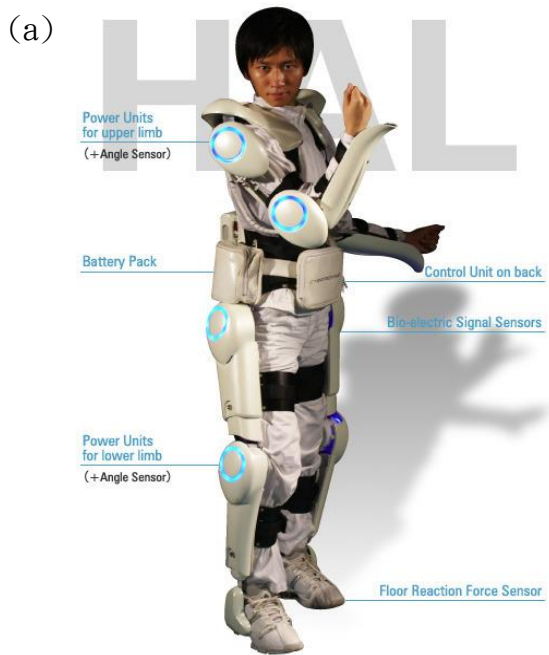 (a)
HAL
Power Units
for upper limb
(+Angle Sensor)
Battery Pack
Control Unit on back
Bio-electric Signal Sensors
Power Units
for lower limb
(+Angle Sensor)
Floor Reaction Force Sensor